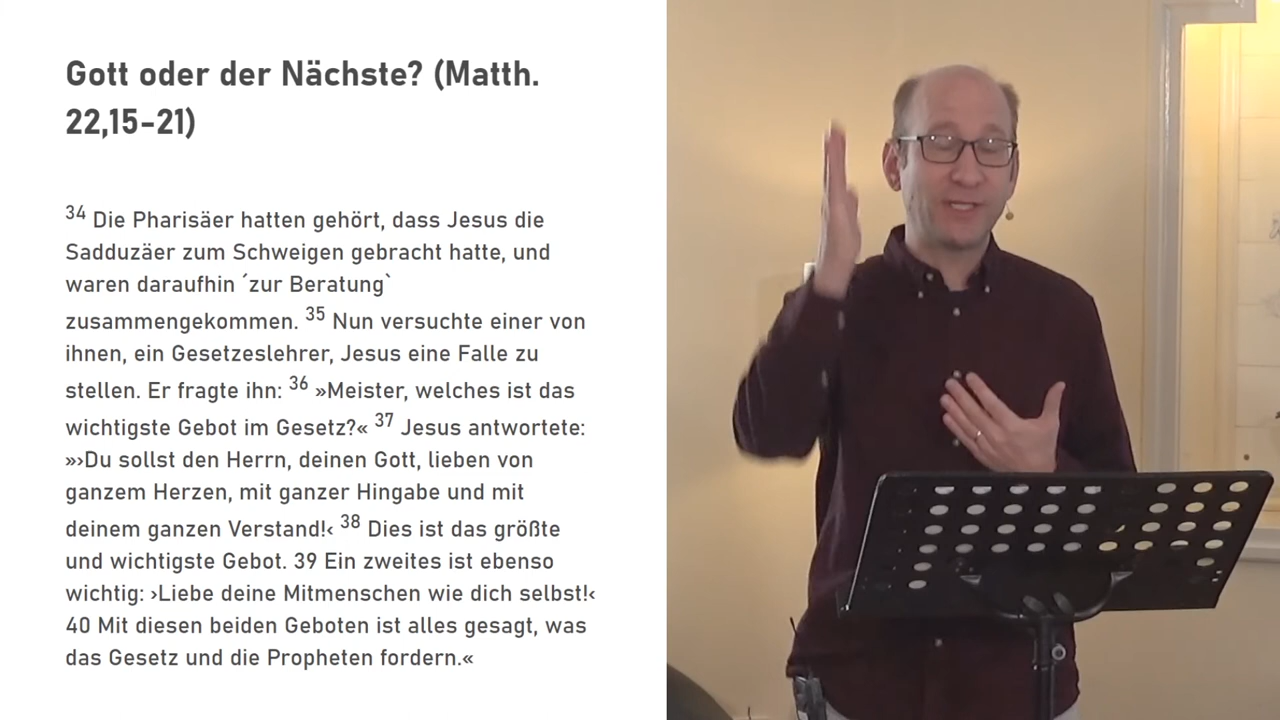 Gott oder der Nächste? (Matth.
22,15-21)
34 Die Pharisäer hatten gehört, dass Jesus die
Sadduzäer zum Schweigen gebracht hatte, und
waren daraufhin ´zur Beratung`
zusammengekommen. 35 Nun versuchte einer von
ihnen, ein Gesetzeslehrer, Jesus eine Falle zu
stellen. Er fragte ihn: 36 »Meister, welches ist das
wichtigste Gebot im Gesetz?« 37 Jesus antwortete:
»›Du sollst den Herrn, deinen Gott, lieben von
ganzem Herzen, mit ganzer Hingabe und mit
deinem ganzen Verstand!‹ 38 Dies ist das größte
und wichtigste Gebot. 39 Ein zweites ist ebenso
wichtig: ›Liebe deine Mitmenschen wie dich selbst!‹
40 Mit diesen beiden Geboten ist alles gesagt, was
das Gesetz und die Propheten fordern.«